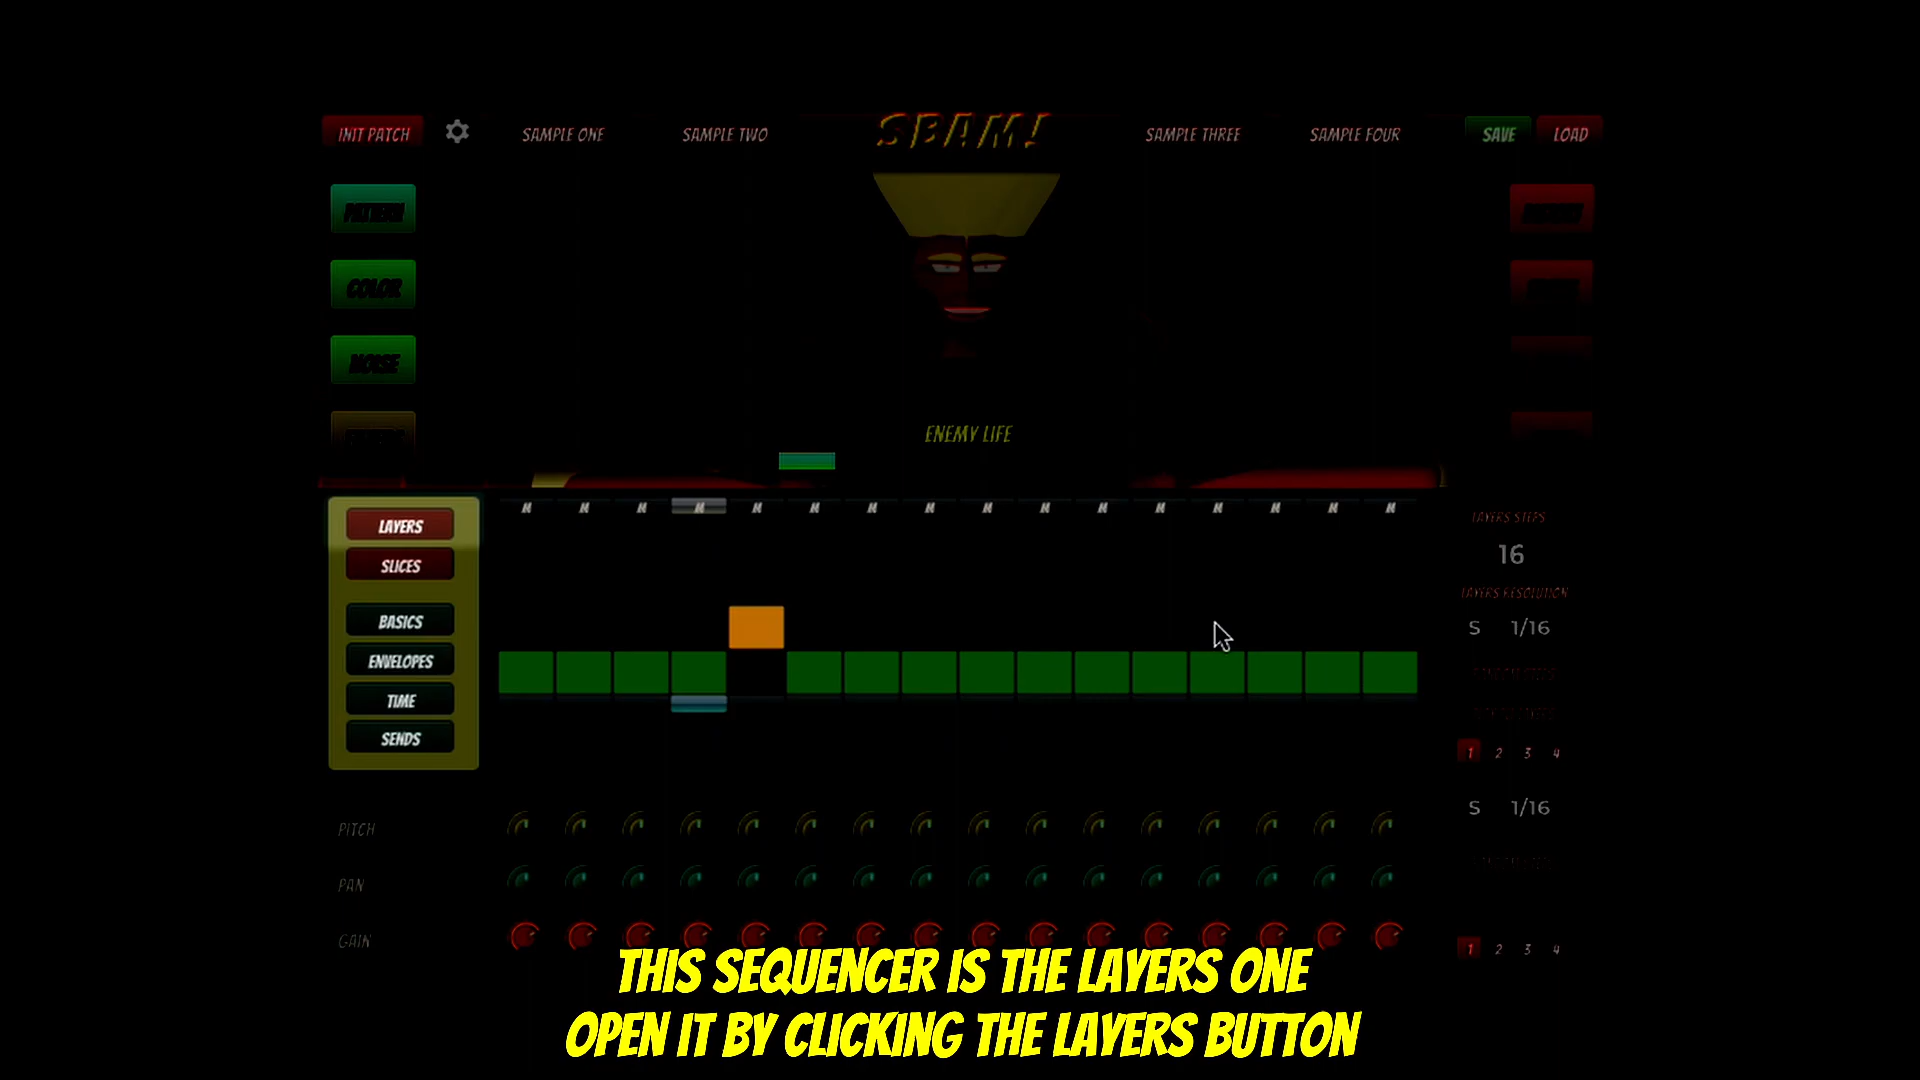 INIT PATCH
SAMPLE ONE
SAMPLE TWO
SBAM!
SAMPLE THREE
SAMPLE FOUR
SAVE
LOAD
COLOR
NOISE
ENEMY LIFE
M M M M M M M M M M M M M M M M
LAYERS
SLICES
BASICS
ENVELOPES
TIME
SENDS
LAYERS STEPS
16
LAYERS RESOLUTION
S 1/16
1 2 3 4
S 1/16
PITCH
PAN
GAIN
1 2 3 4
THIS SEQUENCER IS THE LAYERS ONE
OPEN IT BY CLICKING THE LAYERS BUTTON